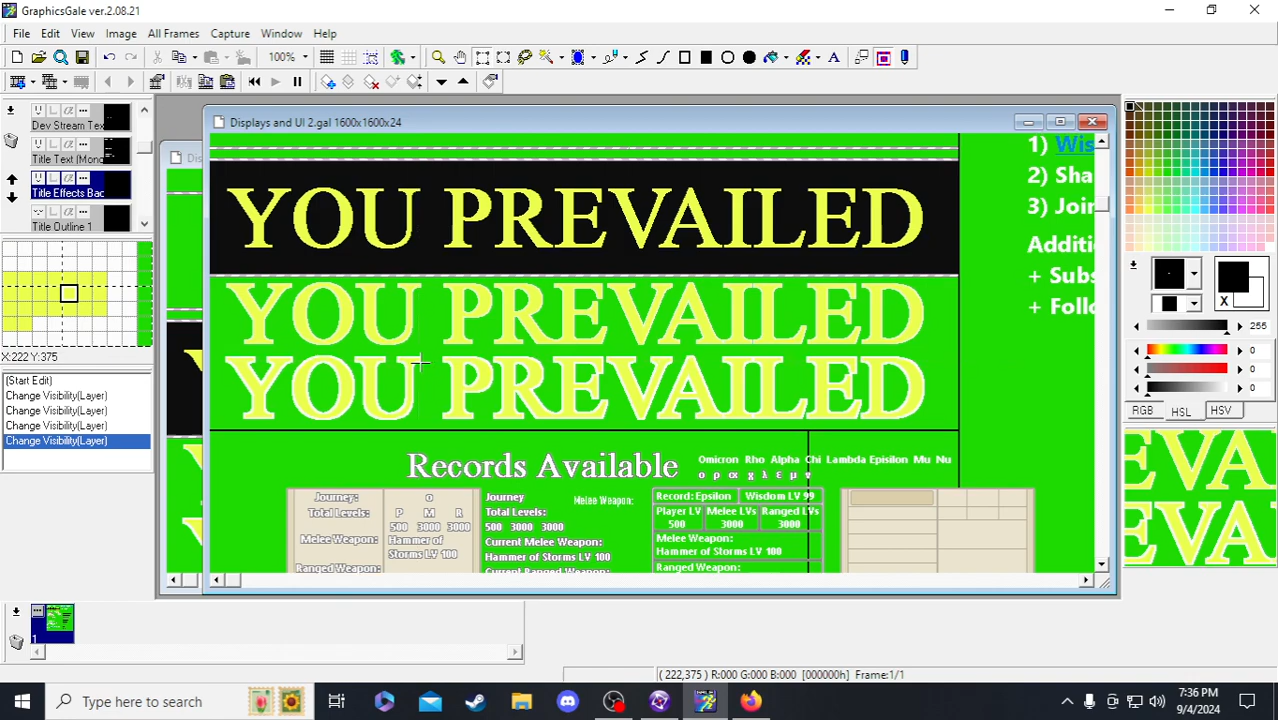 GraphicsGale ver.2.08.21
File Edit View Image All Frames Capture Window Help
100%
Displays and UI 2.gal 1600x1600x24
Dev Stream Tex
Title Text (Mono
Title Effects Bac
Title Outline 1
X:222 Y:375
(Start Edit)
Change Visibility(Layer)
Change Visibility(Layer)
Change Visibility(Layer)
Change Visibility(Layer)
YOU PREVAILED
YOU PREVAILED
YOU PREVAILED
1) Wis
2) Sha
3) Join
Additi
+ Subs
+ Follo
Records Available
Omicron Rho Alpha Chi Lambda Epsilon Mu Nu
ο ρ α χ λ ε μ ν
Journey: o
Total Levels: P M R
500 3000 3000
Melee Weapon: Hammer of
Storms LV 100
Ranged Weapon:
Journey
Total Levels:
500 3000 3000
Current Melee Weapon:
Hammer of Storms LV 100
Current Ranged Weapon:
Melee Weapon:
Record: Epsilon Wisdom LV 99
Player LV Melee LVs Ranged LVs
500 3000 3000
Melee Weapon:
Hammer of Storms LV 100
Ranged Weapon:
X
255
0
0
0
RGB HSL HSV
EVA
EVA
1
( 222,375 ) R:000 G:000 B:000 [000000h] Frame:1/1
Type here to search
7:36 PM
9/4/2024